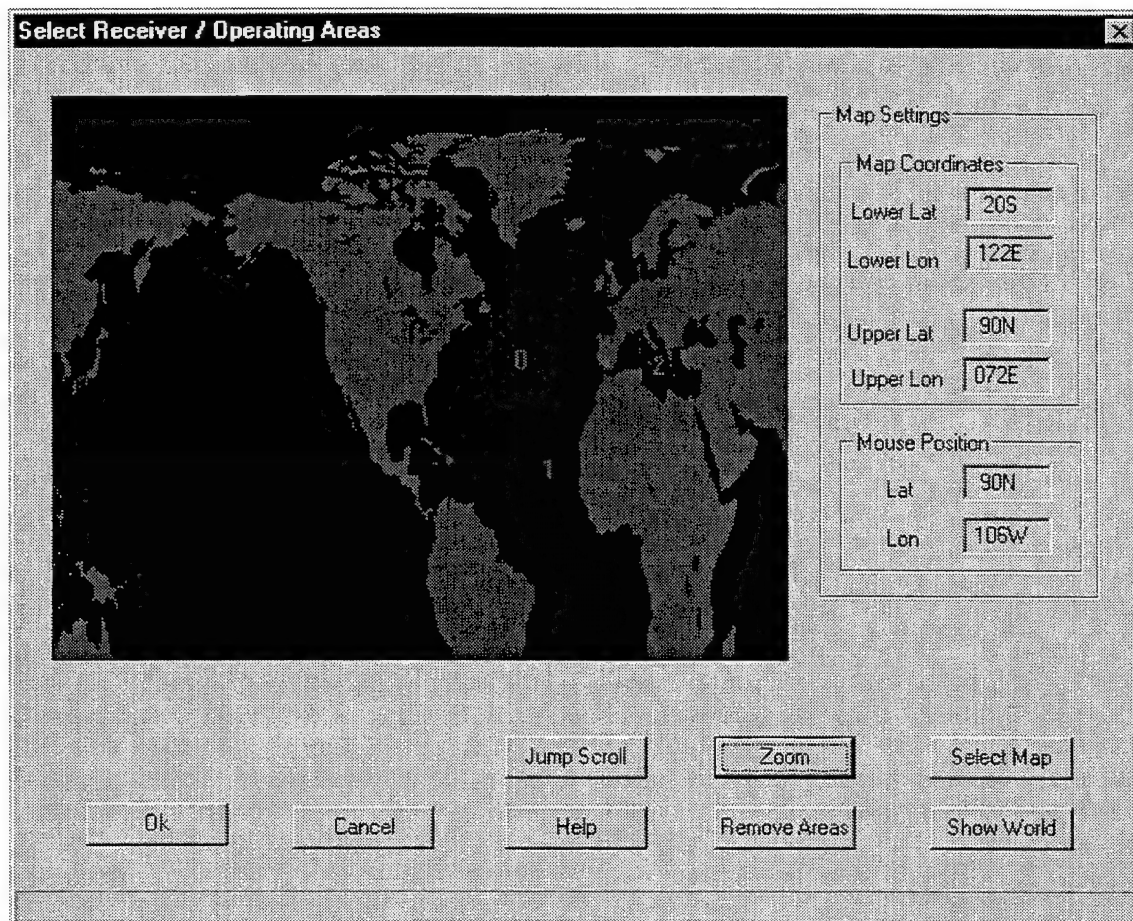 Select Receiver / Operating Areas
Map Settings
Map Coordinates
Lower Lat 20S
Lower Lon 122E
Upper Lat 90N
Upper Lon 072E
Mouse Position
Lat 90N
Lon 106W
0
2
1
Jump Scroll Zoom Select Map
Ok Cancel Help Remove Areas Show World